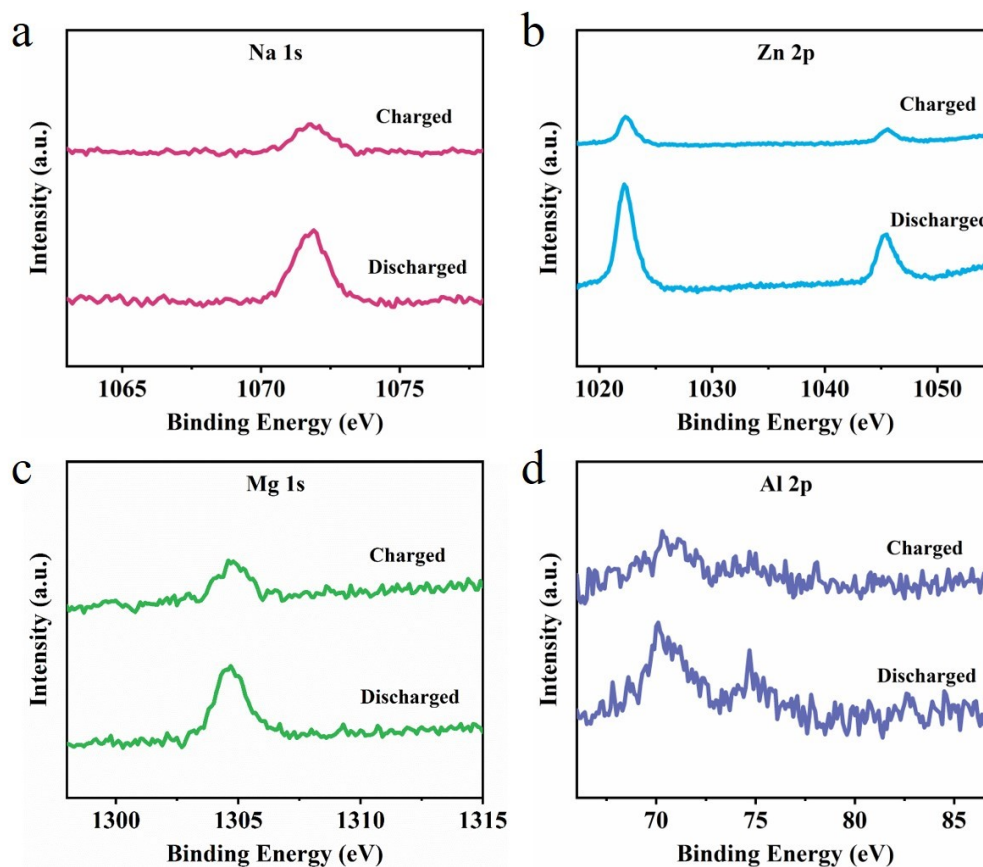 a
Na 1s
Charged
Discharged
Intensity (a.u.)
1065
1070
1075
Binding Energy (eV)
b
Zn 2p
Charged
Discharged
Intensity (a.u.)
1020
1030
1040
1050
Binding Energy (eV)
c
Mg 1s
Charged
Discharged
Intensity (a.u.)
1300
1305
1310
1315
Binding Energy (eV)
d
Al 2p
Charged
Discharged
Intensity (a.u.)
70
75
80
85
Binding Energy (eV)